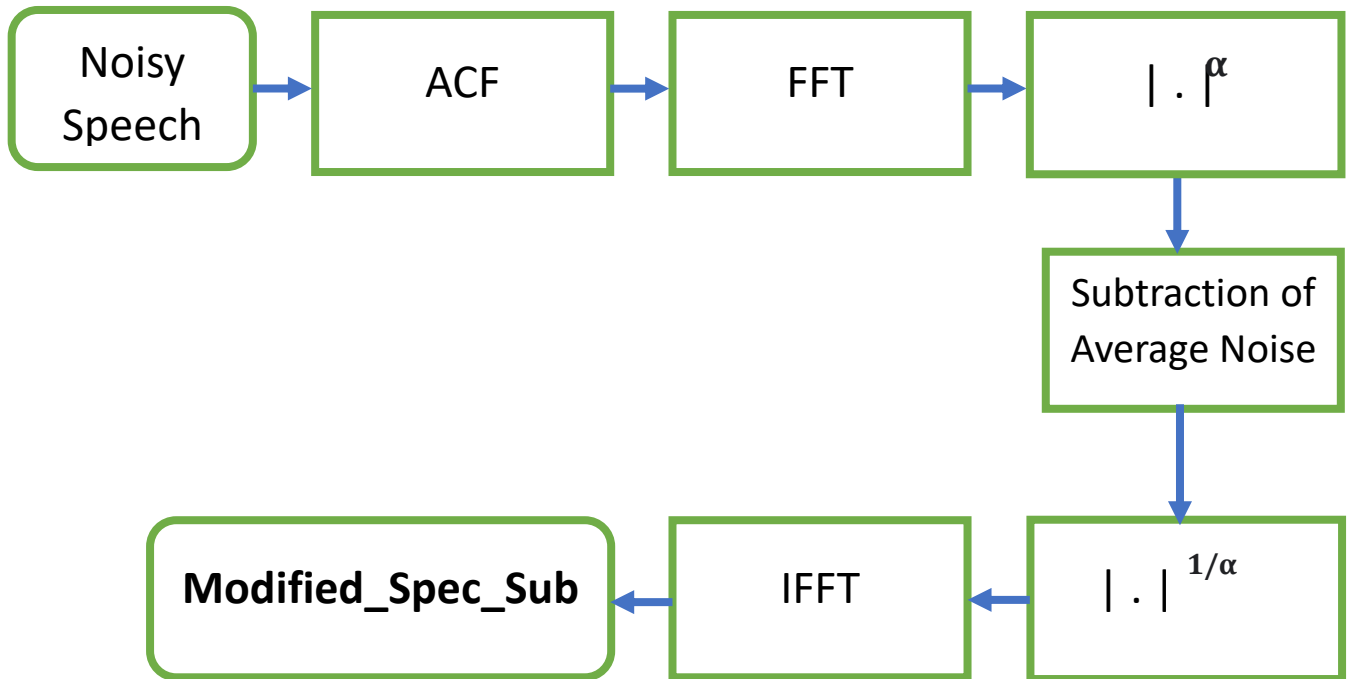 Noisy
Speech
ACF
FFT
| . |α
Subtraction of
Average Noise
| . | 1/α
IFFT
Modified_Spec_Sub